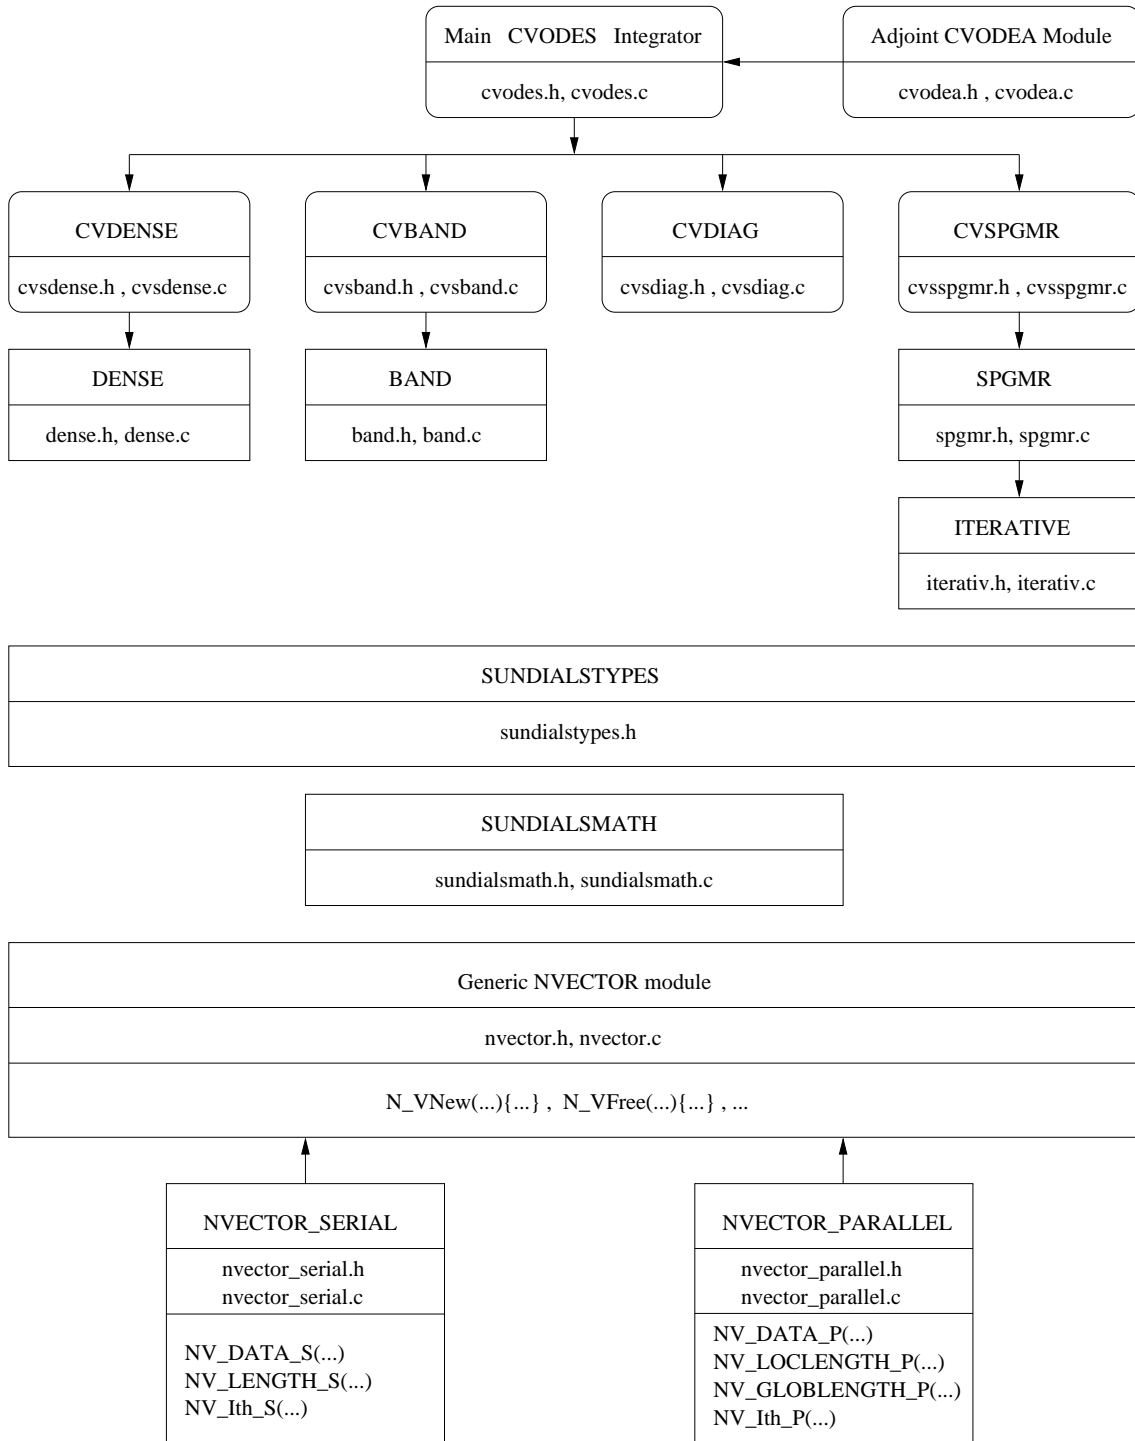 Main CVODES Integrator
Adjoint CVODEA Module
cvodes.h, cvodes.c
cvodea.h , cvodea.c
CVDENSE
CVBAND
CVDIAG
CVSPGMR
cvsdense.h , cvsdense.c
cvsband.h , cvsband.c
cvsdiag.h , cvsdiag.c
cvsspgmr.h , cvsspgmr.c
DENSE
BAND
SPGMR
dense.h, dense.c
band.h, band.c
spgmr.h, spgmr.c
ITERATIVE
iterativ.h, iterativ.c
SUNDIALSTYPES
sundialstypes.h
SUNDIALSMATH
sundialsmath.h, sundialsmath.c
Generic NVECTOR module
nvector.h, nvector.c
N_VNew(...){...} , N_VFree(...){...} , ...
NVECTOR_SERIAL
nvector_serial.h
nvector_serial.c
NV_DATA_S(...)
NV_LENGTH_S(...)
NV_Ith_S(...)
NVECTOR_PARALLEL
nvector_parallel.h
nvector_parallel.c
NV_DATA_P(...)
NV_LOCLENGTH_P(...)
NV_GLOBLENGTH_P(...)
NV_Ith_P(...)